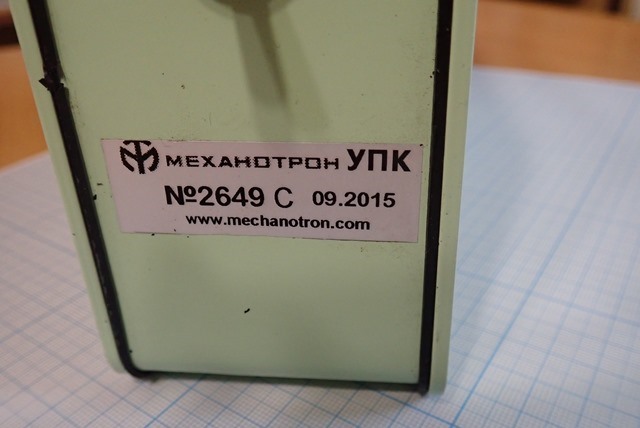 МЕХАНОТРОН УПК
№2649 С 09.2015
www.mechanotron.com